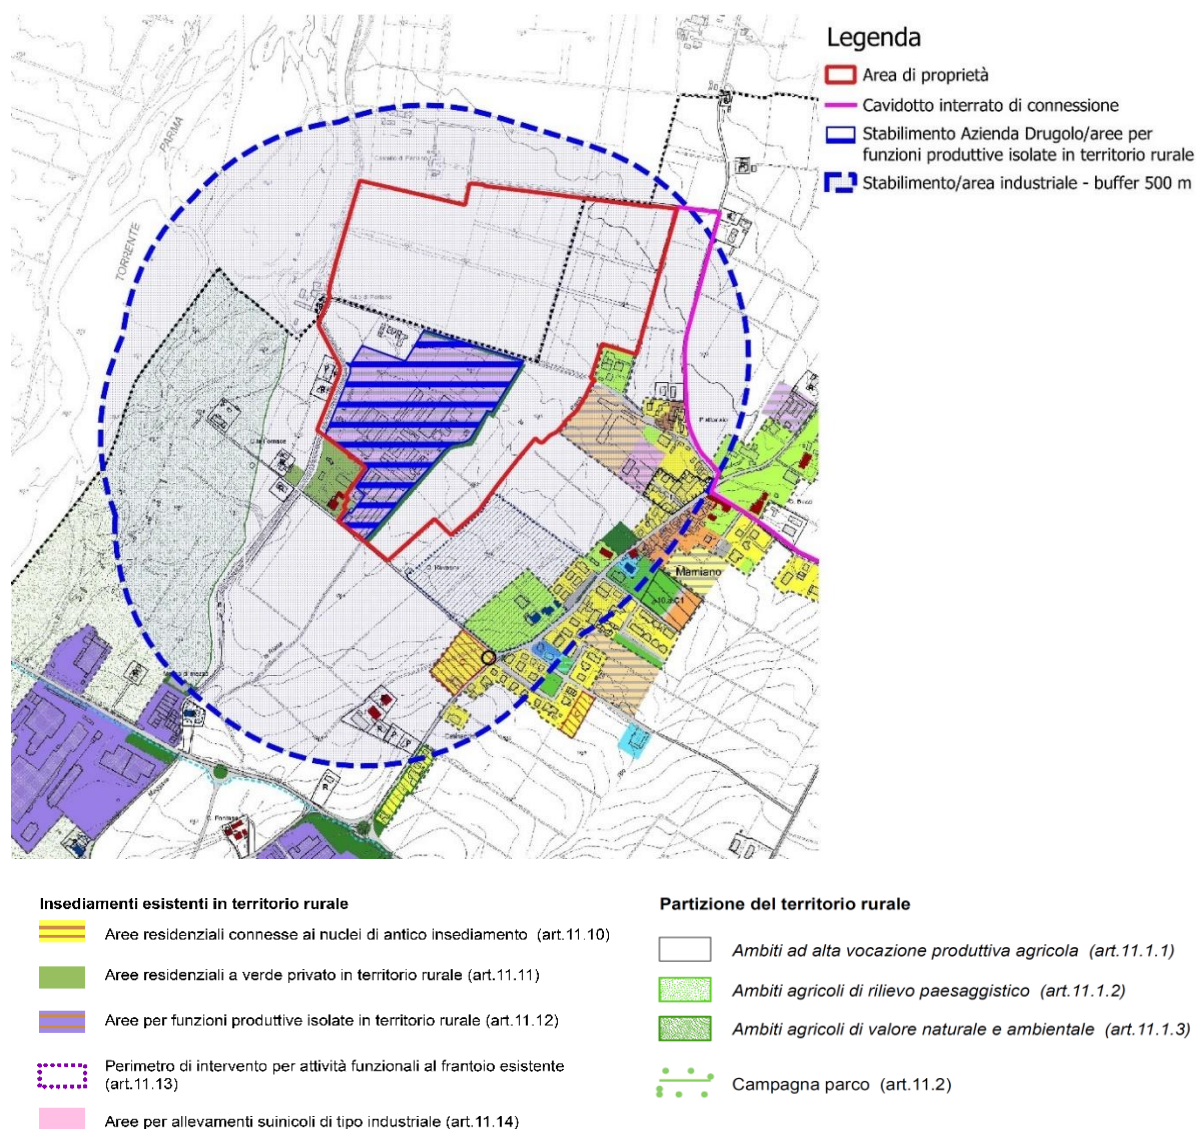 Legenda
Area di proprietà
Cavidotto interrato di connessione
Stabilimento Azienda Drugolo/aree per
funzioni produttive isolate in territorio rurale
Stabilimento/area industriale - buffer 500 m
PARMA
TORRENTE
Mamiano
Insediamenti esistenti in territorio rurale
Aree residenziali connesse ai nuclei di antico insediamento (art.11.10)
Aree residenziali a verde privato in territorio rurale (art.11.11)
Aree per funzioni produttive isolate in territorio rurale (art.11.12)
Perimetro di intervento per attività funzionali al frantoio esistente
(art.11.13)
Aree per allevamenti suinicoli di tipo industriale (art.11.14)
Partizione del territorio rurale
Ambiti ad alta vocazione produttiva agricola (art.11.1.1)
Ambiti agricoli di rilievo paesaggistico (art.11.1.2)
Ambiti agricoli di valore naturale e ambientale (art.11.1.3)
Campagna parco (art.11.2)